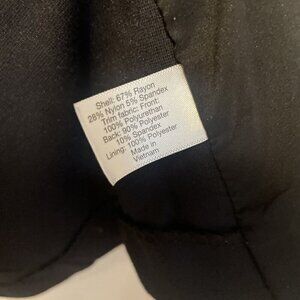 Shell: 67% Rayon
28% Nylon 5% Spandex
Trim fabric: Front:
100% Polyurethan
Back: 90% Polyester
10% Spandex
Lining: 100% Polyester
Made in
Vietnam